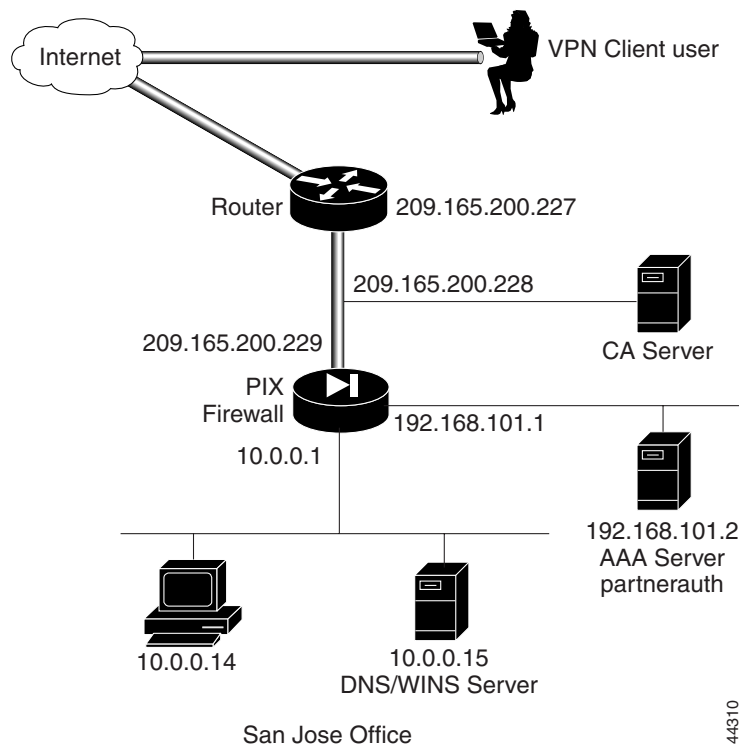 Internet
VPN Client user
Router
209.165.200.227
209.165.200.228
CA Server
209.165.200.229
PIX
Firewall
192.168.101.1
10.0.0.1
192.168.101.2
AAA Server
partnerauth
10.0.0.14
10.0.0.15
DNS/WINS Server
San Jose Office
44310